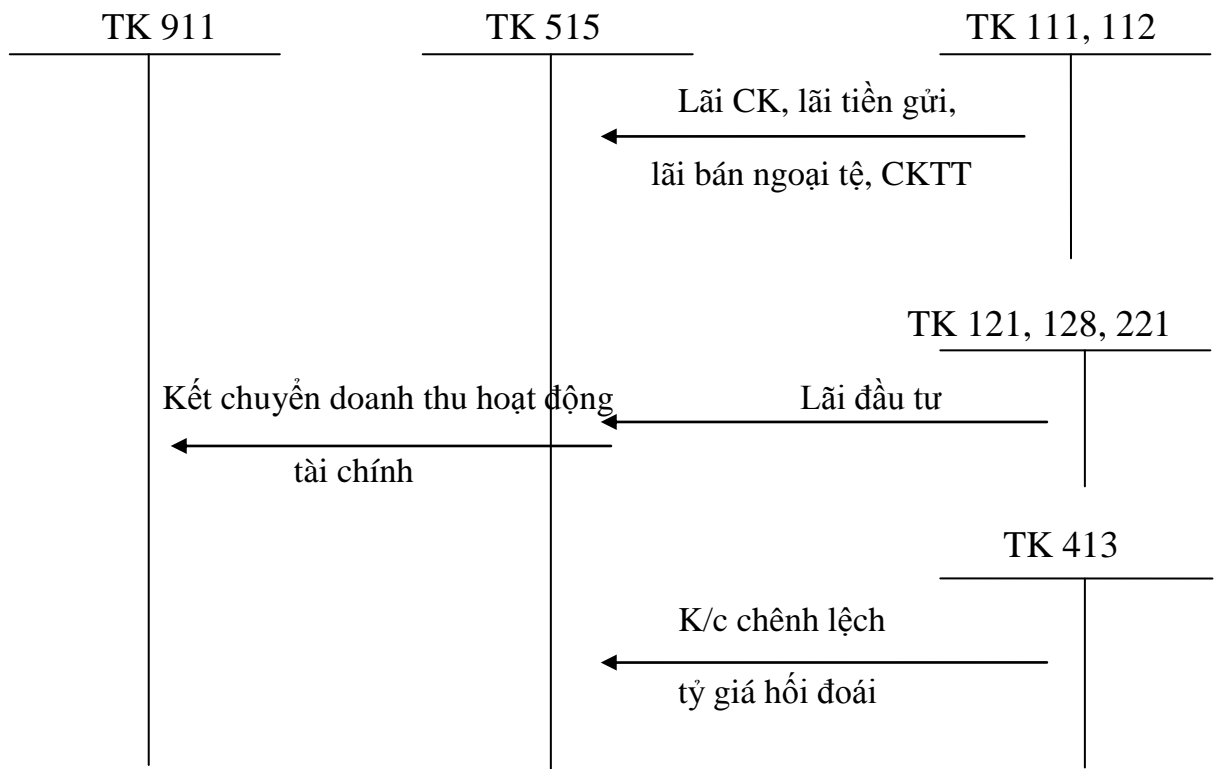 TK 911
TK 515
TK 111, 112
Lãi CK, lãi tiền gửi,
lãi bán ngoại tệ, CKTT
TK 121, 128, 221
Kết chuyển doanh thu hoạt động
tài chính
Lãi đầu tư
TK 413
K/c chênh lệch
tỷ giá hối đoái